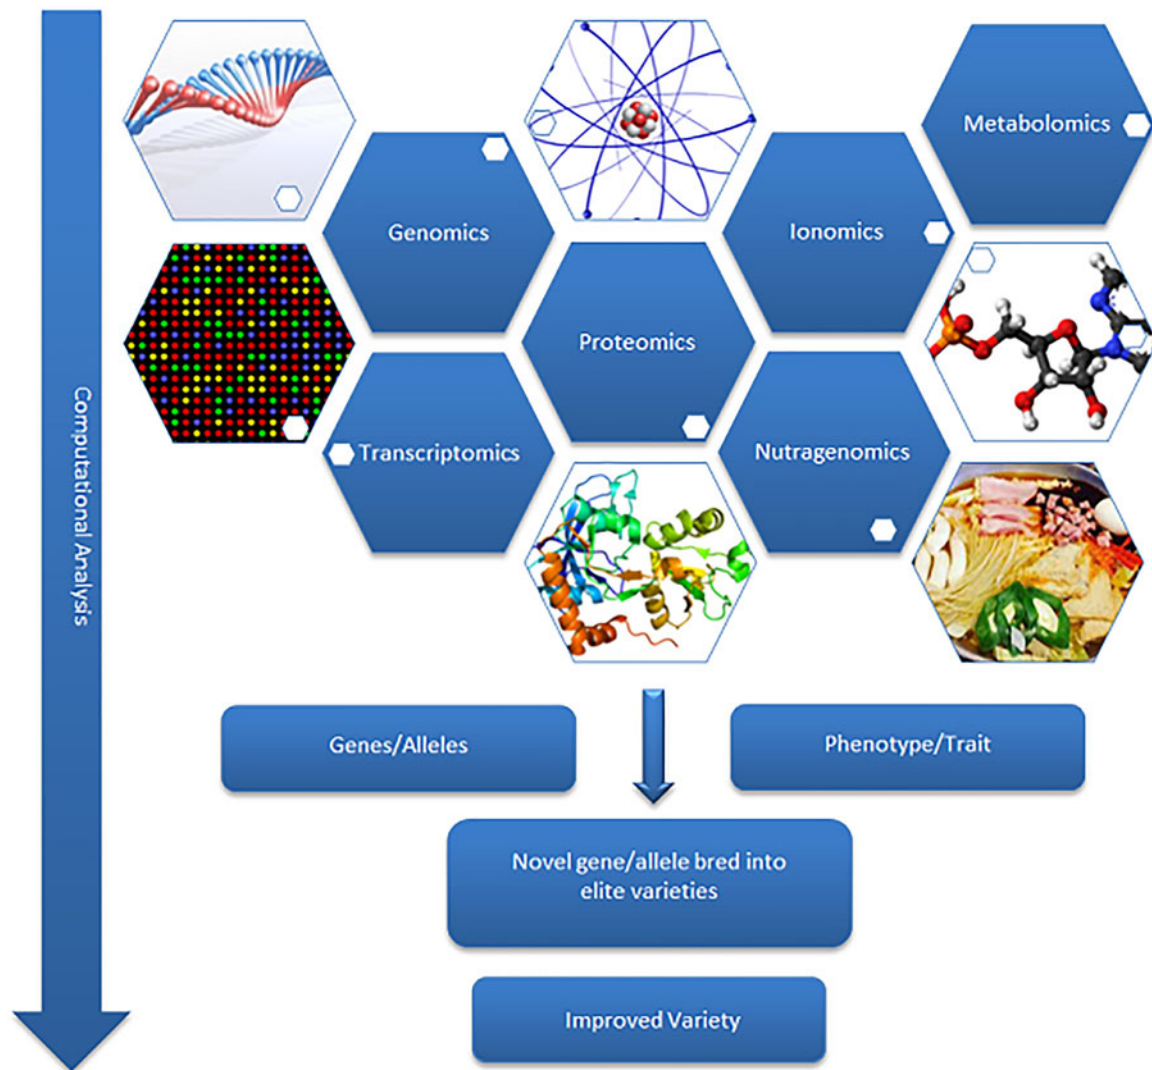 Metabolomics
Genomics
Ionomics
Proteomics
Transcriptomics
Nutragenomics
Computational Analysis
Genes/Alleles
Phenotype/Trait
Novel gene/allele bred into
elite varieties
Improved Variety